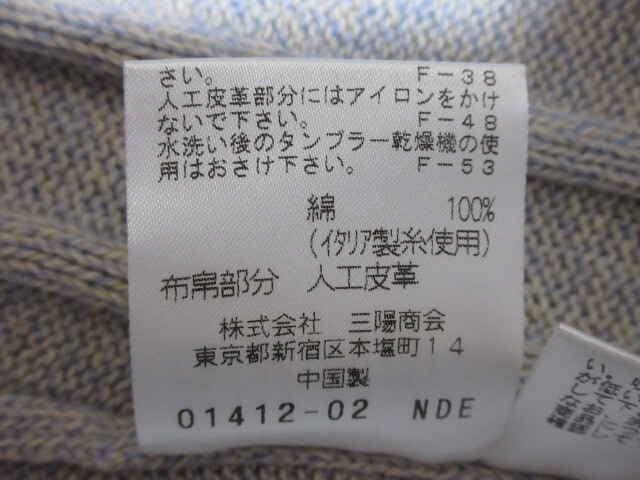 さい。 F-38
人工皮革部分にはアイロンをかけ
ないで下さい。 F-48
水洗い後のタンブラー乾燥機の使
用はおさけ下さい。 F-53
綿 100%
(イタリア製糸使用)
布帛部分 人工皮革
株式会社 三陽商会
東京都新宿区本塩町14
中国製
01412-02 NDE